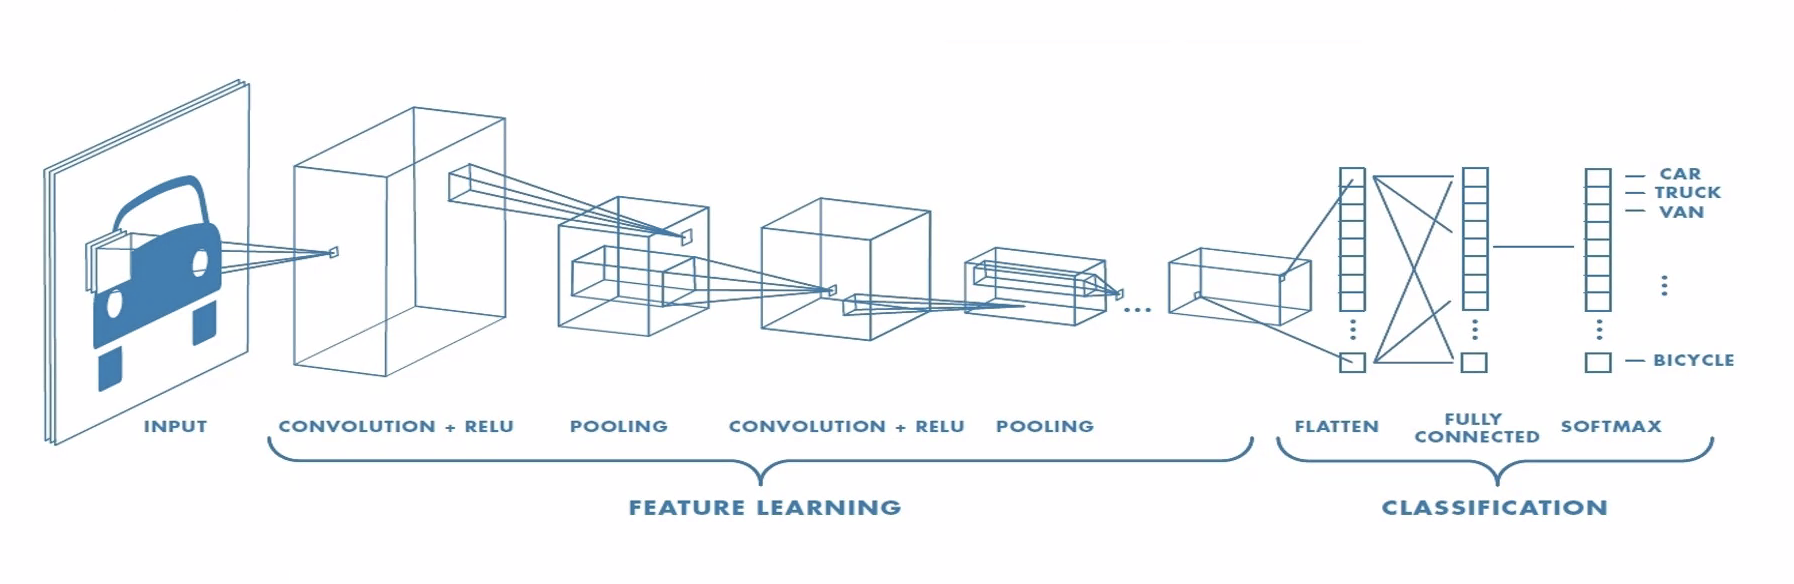 CAR
TRUCK
VAN
BICYCLE
INPUT
CONVOLUTION + RELU
POOLING
CONVOLUTION + RELU
POOLING
FLATTEN
FULLY
CONNECTED
SOFTMAX
FEATURE LEARNING
CLASSIFICATION